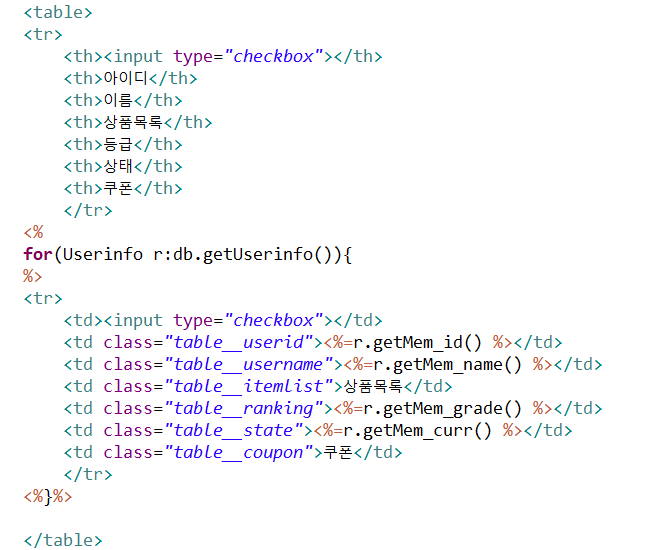 <table>
<tr>
    <th><input type="checkbox"></th>
    <th>아이디</th>
    <th>이름</th>
    <th>상품목록</th>
    <th>등급</th>
    <th>상태</th>
    <th>쿠폰</th>
    </tr>
<%
for(Userinfo r:db.getUserinfo()){
%>
<tr>
    <td><input type="checkbox"></td>
    <td class="table__userid"><%=r.getMem_id() %></td>
    <td class="table__username"><%=r.getMem_name() %></td>
    <td class="table__itemlist">상품목록</td>
    <td class="table__ranking"><%=r.getMem_grade() %></td>
    <td class="table__state"><%=r.getMem_curr() %></td>
    <td class="table__coupon">쿠폰</td>
    </tr>
<%}%>
</table>